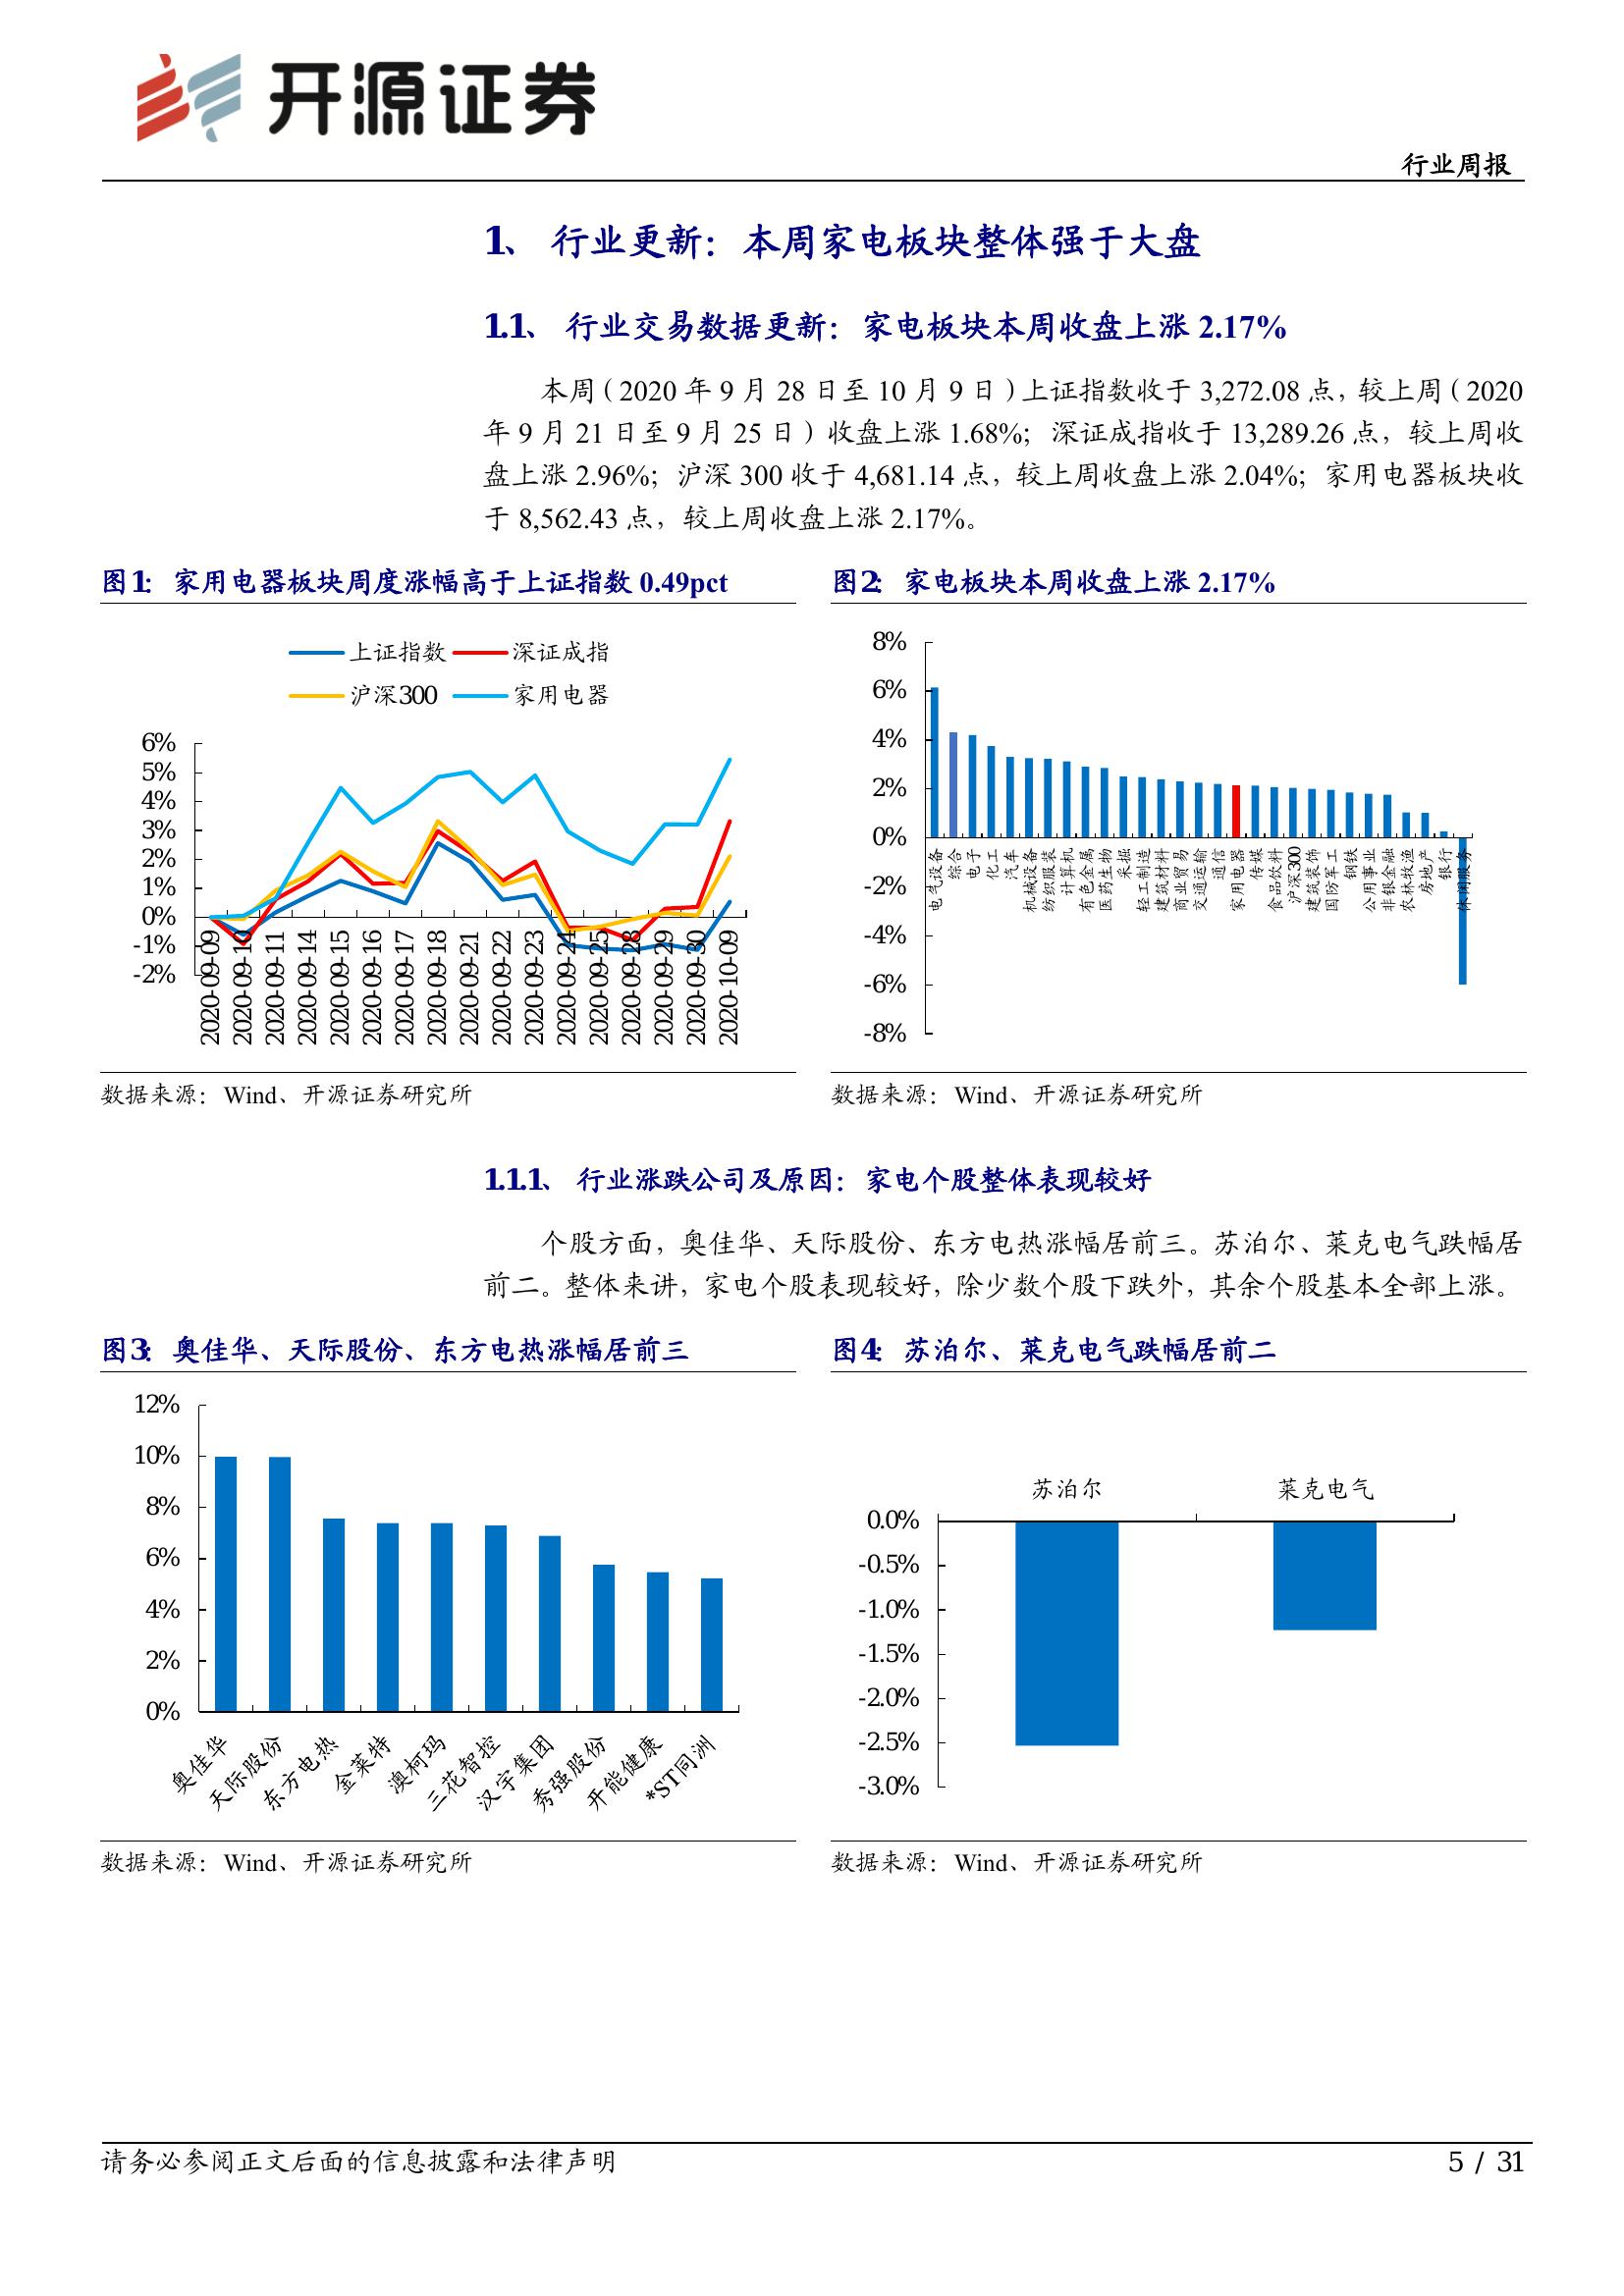 开源证券
行业周报
1、 行业更新：本周家电板块整体强于大盘
1.1、 行业交易数据更新：家电板块本周收盘上涨 2.17%
本周（2020 年 9 月 28 日至 10 月 9 日）上证指数收于 3,272.08 点，较上周（2020
年 9 月 21 日至 9 月 25 日）收盘上涨 1.68%；深证成指收于 13,289.26 点，较上周收
盘上涨 2.96%；沪深 300 收于 4,681.14 点，较上周收盘上涨 2.04%；家用电器板块收
于 8,562.43 点，较上周收盘上涨 2.17%。
图1：家用电器板块周度涨幅高于上证指数 0.49pct
上证指数 深证成指
沪深300 家用电器
6%
5%
4%
3%
2%
1%
0%
-1%
-2%
2020-09-09
2020-09-10
2020-09-11
2020-09-14
2020-09-15
2020-09-16
2020-09-17
2020-09-18
2020-09-21
2020-09-22
2020-09-23
2020-09-24
2020-09-25
2020-09-28
2020-09-29
2020-09-30
2020-10-09
数据来源：Wind、开源证券研究所
图2：家电板块本周收盘上涨 2.17%
8%
6%
4%
2%
0%
-2%
-4%
-6%
-8%
电气设备
综合
电子
化工
汽车
机械设备
纺织服装
计算机
有色金属
医药生物
采掘
轻工制造
建筑材料
商业贸易
交通运输
通信
家用电器
传媒
食品饮料
沪深300
建筑装饰
国防军工
钢铁
公用事业
非银金融
农林牧渔
房地产
银行
休闲服务
数据来源：Wind、开源证券研究所
1.1.1、 行业涨跌公司及原因：家电个股整体表现较好
个股方面，奥佳华、天际股份、东方电热涨幅居前三。苏泊尔、莱克电气跌幅居
前二。整体来讲，家电个股表现较好，除少数个股下跌外，其余个股基本全部上涨。
图3：奥佳华、天际股份、东方电热涨幅居前三
12%
10%
8%
6%
4%
2%
0%
奥佳华
天际股份
东方电热
金莱特
澳柯玛
三花智控
汉宇集团
秀强股份
开能健康
*ST同洲
数据来源：Wind、开源证券研究所
图4：苏泊尔、莱克电气跌幅居前二
苏泊尔 莱克电气
0.0%
-0.5%
-1.0%
-1.5%
-2.0%
-2.5%
-3.0%
数据来源：Wind、开源证券研究所
请务必参阅正文后面的信息披露和法律声明
5 / 31